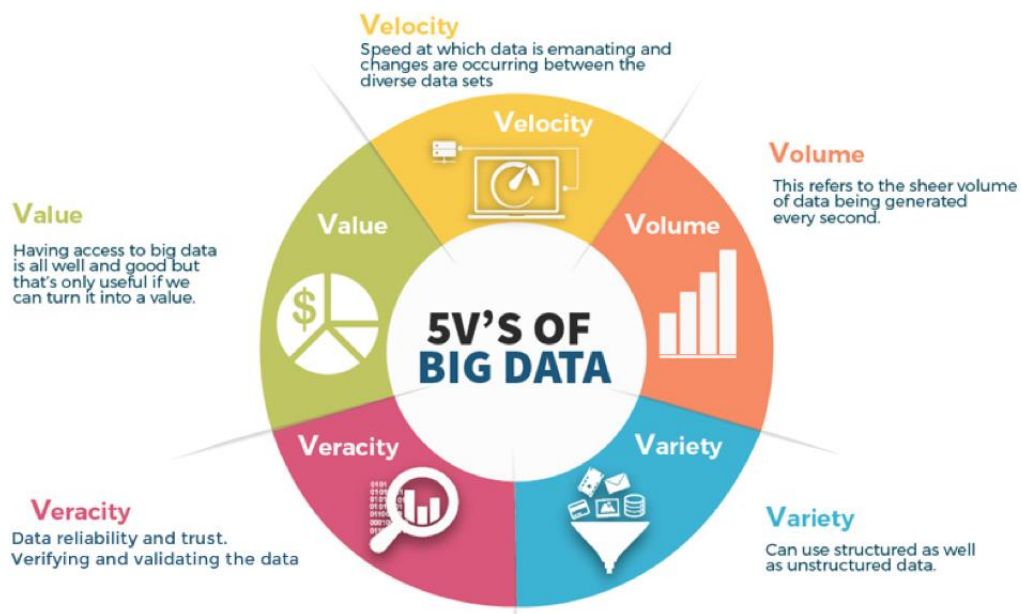 Velocity
Speed at which data is emanating and
changes are occurring between the
diverse data sets
Velocity
Volume
This refers to the sheer volume
of data being generated
every second.
Volume
Value
Having access to big data
is all well and good but
that's only useful if we
can turn it into a value.
Value
$
5V'S OF
BIG DATA
Veracity
Variety
Veracity
Data reliability and trust.
Verifying and validating the data
Variety
Can use structured as well
as unstructured data.